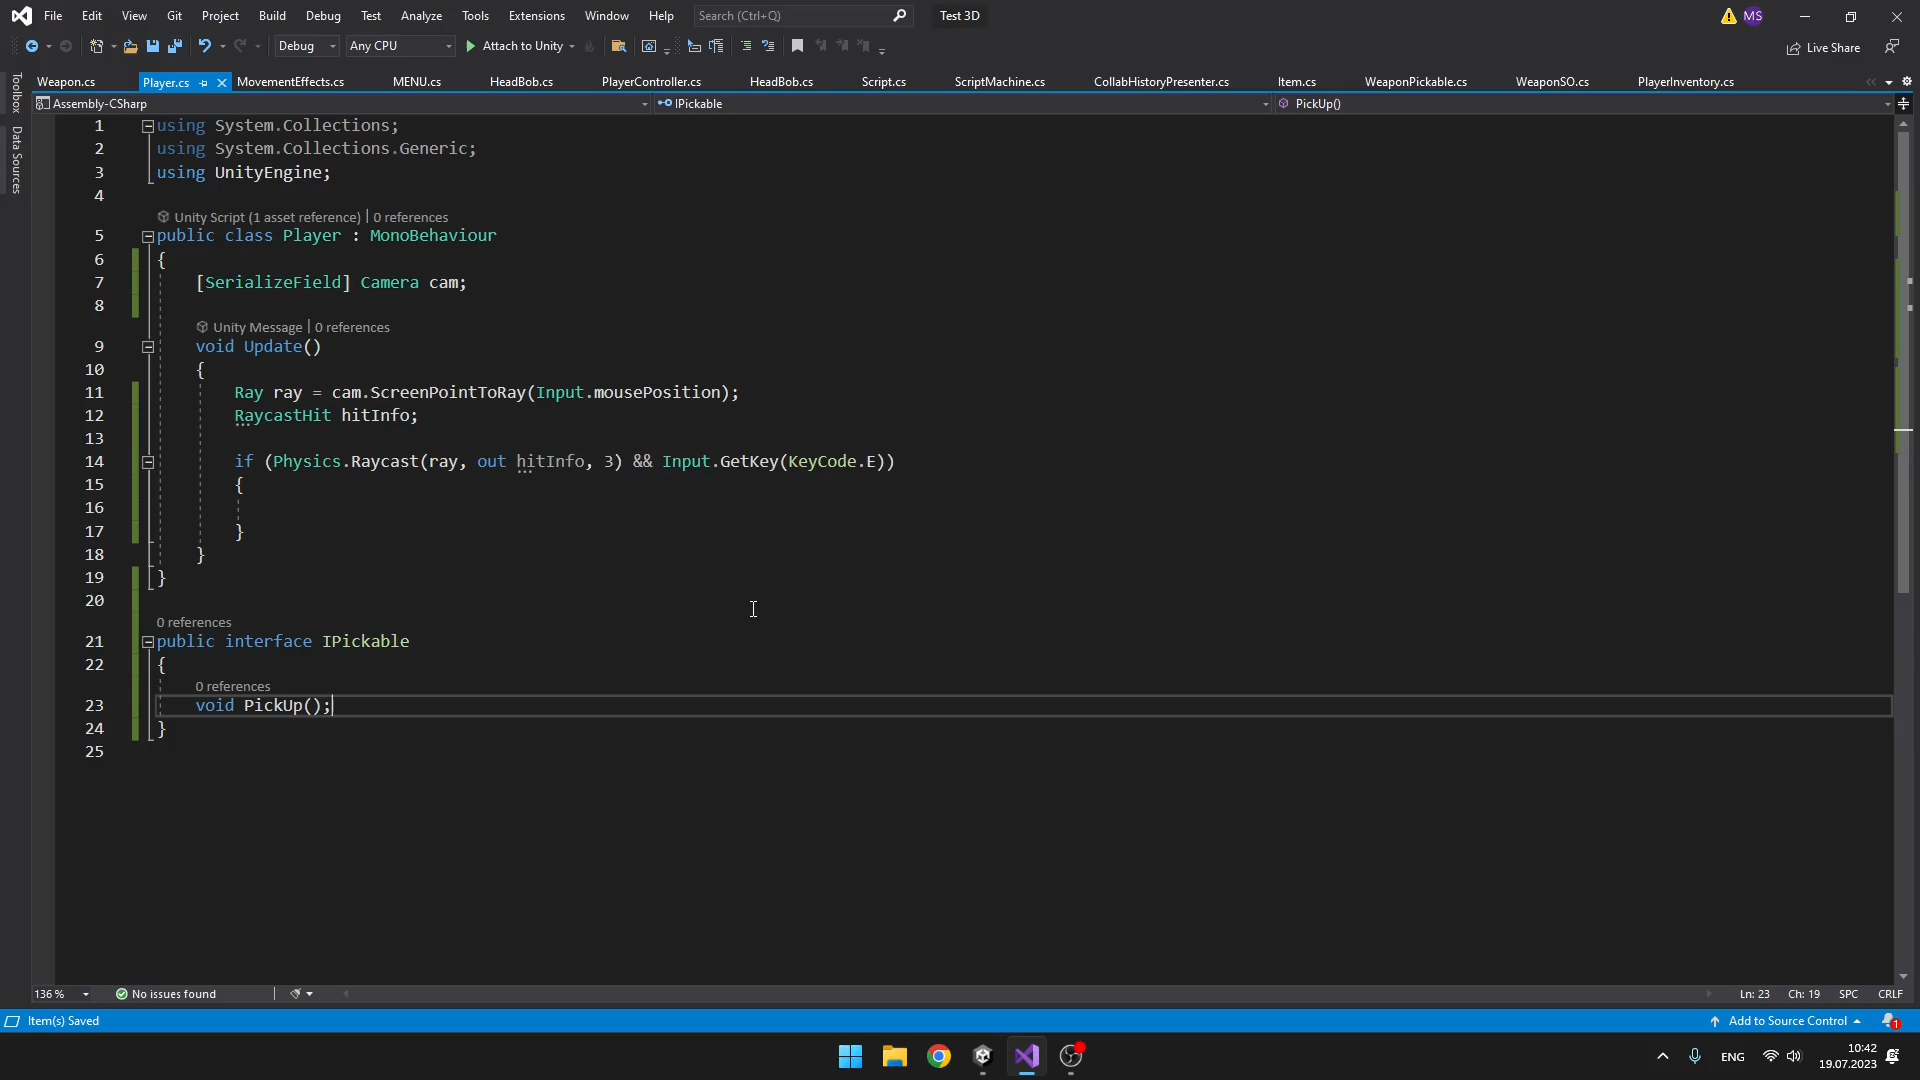 File Edit View Git Project Build Debug Test Analyze Tools Extensions Window Help Search (Ctrl+Q) Test 3D MS
Debug Any CPU Attach to Unity Live Share
Weapon.cs Player.cs MovementEffects.cs MENU.cs HeadBob.cs PlayerController.cs HeadBob.cs Script.cs ScriptMachine.cs CollabHistoryPresenter.cs Item.cs WeaponPickable.cs WeaponSO.cs PlayerInventory.cs
Toolbox
Data Sources
Assembly-CSharp IPickable PickUp()
1 using System.Collections;
2 using System.Collections.Generic;
3 using UnityEngine;
4
Unity Script (1 asset reference) | 0 references
5 public class Player : MonoBehaviour
6 {
7 [SerializeField] Camera cam;
8
Unity Message | 0 references
9 void Update()
10 {
11 Ray ray = cam.ScreenPointToRay(Input.mousePosition);
12 RaycastHit hitInfo;
13
14 if (Physics.Raycast(ray, out hitInfo, 3) && Input.GetKey(KeyCode.E))
15 {
16
17 }
18 }
19 }
20
0 references
21 public interface IPickable
22 {
0 references
23 void PickUp();
24 }
25
136 % No issues found Ln: 23 Ch: 19 SPC CRLF
Item(s) Saved Add to Source Control 1
ENG 10:42
19.07.2023